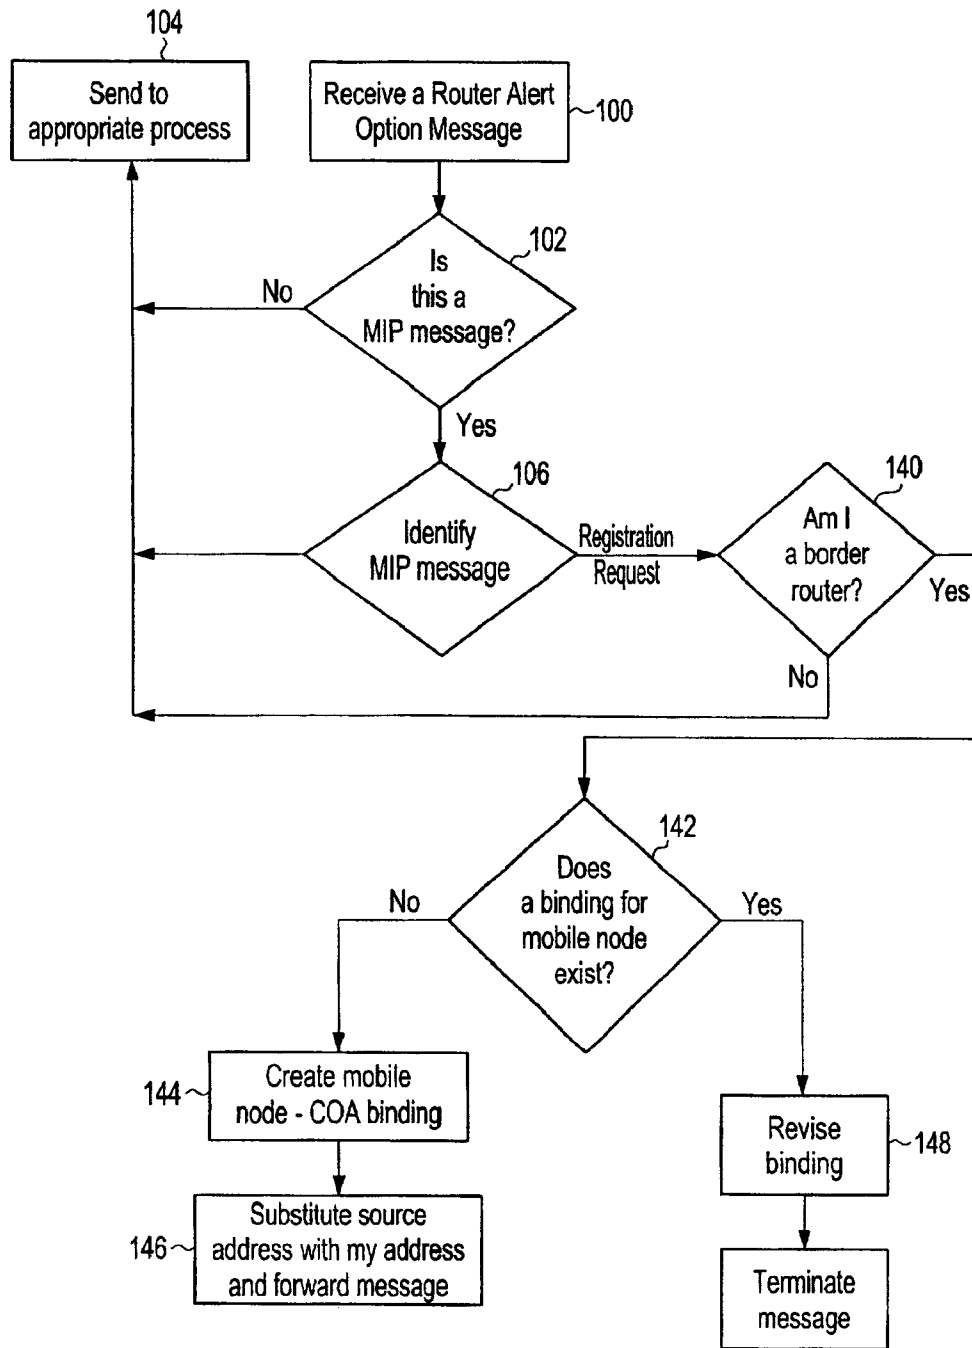 104
Send to
appropriate process
Receive a Router Alert
Option Message
100
102
Is
this a
MIP message?
No
Yes
106
Identify
MIP message
Registration
Request
140
Am I
a border
router?
Yes
No
142
Does
a binding for
mobile node
exist?
No
Yes
144
Create mobile
node - COA binding
Revise
binding
148
146
Substitute source
address with my address
and forward message
Terminate
message